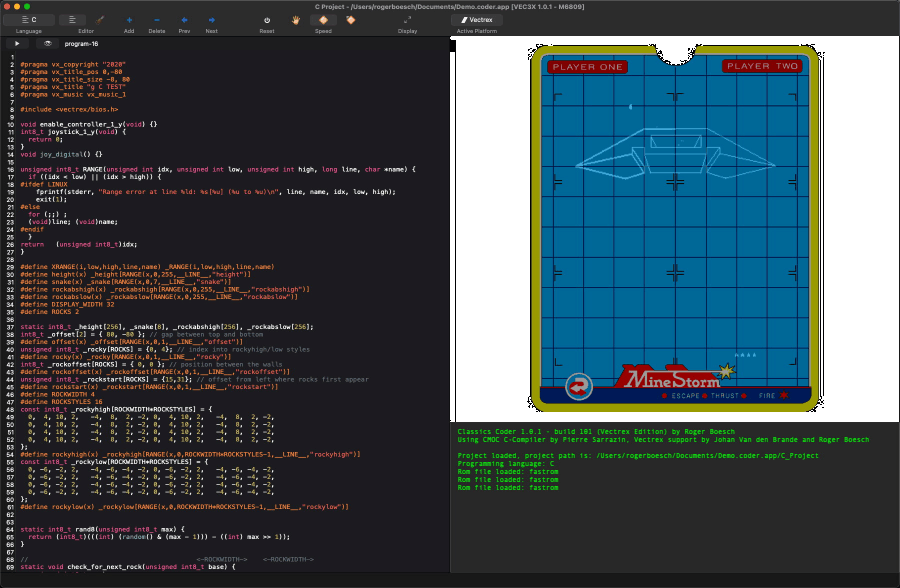 C Project - /Users/rogerboesch/Documents/Demo.coder.app [VEC3X 1.0.1 - M6809]
C
Vectrex
Language Editor Add Delete Prev Next Reset Speed Display Active Platform
program-16
1
2 #pragma vx_copyright "2020"
3 #pragma vx_title_pos 0,-80
4 #pragma vx_title_size -8, 80
5 #pragma vx_title "g C TEST"
6 #pragma vx_music vx_music_1
7
8 #include <vectrex/bios.h>
9
10 void enable_controller_1_y(void) {}
11 int8_t joystick_1_y(void) {
12 return 0;
13 }
14 void joy_digital() {}
15
16 unsigned int8_t RANGE(unsigned int idx, unsigned int low, unsigned int high, long line, char *name) {
17 if ((idx < low) || (idx > high)) {
18 #ifdef LINUX
19 fprintf(stderr, "Range error at line %ld: %s[%u] (%u to %u)\n", line, name, idx, low, high);
20 exit(1);
21 #else
22 for (;;) ;
23 (void)line; (void)name;
24 #endif
25 }
26 return (unsigned int8_t)idx;
27 }
28
29 #define XRANGE(i,low,high,line,name) _RANGE(i,low,high,line,name)
30 #define height(x) _height[RANGE(x,0,255,__LINE__,"height")]
31 #define snake(x) _snake[RANGE(x,0,7,__LINE__,"snake")]
32 #define rockabshigh(x) _rockabshigh[RANGE(x,0,255,__LINE__,"rockabshigh")]
33 #define rockabslow(x) _rockabslow[RANGE(x,0,255,__LINE__,"rockabslow")]
34 #define DISPLAY_WIDTH 32
35 #define ROCKS 2
36
37 static unsigned int8_t _height[256], _snake[8], _rockabshigh[256], _rockabslow[256];
38 int8_t _offset[2] = { 80, -80 }; // gap between top and bottom
39 #define offset(x) _offset[RANGE(x,0,1,__LINE__,"offset")]
40 unsigned int8_t _rocky[ROCKS] = {0, 4}; // index into rockyhigh/low styles
41 #define rocky(x) _rocky[RANGE(x,0,1,__LINE__,"rocky")]
42 int8_t _rockoffset[ROCKS] = { 0, 0 }; // position between the walls
43 #define rockoffset(x) _rockoffset[RANGE(x,0,1,__LINE__,"rockoffset")]
44 unsigned int8_t _rockstart[ROCKS] = {15,31}; // offset from left where rocks first appear
45 #define rockstart(x) _rockstart[RANGE(x,0,1,__LINE__,"rockstart")]
46 #define ROCKWIDTH 4
47 #define ROCKSTYLES 16
48 const int8_t _rockyhigh[ROCKWIDTH*ROCKSTYLES] = {
49 0, 4, 10, 2, -4, 8, 2, -2, 0, 4, 10, 2, -4, 8, 2, -2,
50 0, 4, 10, 2, -4, 8, 2, -2, 0, 4, 10, 2, -4, 8, 2, -2,
51 0, 4, 10, 2, -4, 8, 2, -2, 0, 4, 10, 2, -4, 8, 2, -2,
52 0, 4, 10, 2, -4, 8, 2, -2, 0, 4, 10, 2, -4, 8, 2, -2,
53 };
54 #define rockyhigh(x) _rockyhigh[RANGE(x,0,ROCKWIDTH*ROCKSTYLES-1,__LINE__,"rockyhigh")]
55 const int8_t _rockylow[ROCKWIDTH*ROCKSTYLES] = {
56 0, -6, -2, 2, -4, -6, -4, -2, 0, -6, -2, 2, -4, -6, -4, -2,
57 0, -6, -2, 2, -4, -6, -4, -2, 0, -6, -2, 2, -4, -6, -4, -2,
58 0, -6, -2, 2, -4, -6, -4, -2, 0, -6, -2, 2, -4, -6, -4, -2,
59 0, -6, -2, 2, -4, -6, -4, -2, 0, -6, -2, 2, -4, -6, -4, -2,
60 };
61 #define rockylow(x) _rockylow[RANGE(x,0,ROCKWIDTH*ROCKSTYLES-1,__LINE__,"rockylow")]
62
63
64 static int8_t rand8(unsigned int8_t max) {
65 return (int8_t)(((int) (random() & (max - 1))) - ((int) max >> 1));
66 }
67
68 // <-ROCKWIDTH-> <-ROCKWIDTH->
69 static void check_for_next_rock(unsigned int8_t base) {
PLAYER ONE
PLAYER TWO
MINE STORM
ESCAPE THRUST FIRE
Classics Coder 1.0.1 - build 101 (Vectrex Edition) by Roger Boesch
Using CMOC C-Compiler by Pierre Sarrazin, Vectrex support by Johan Van den Brande and Roger Boesch
Project loaded, project path is: /Users/rogerboesch/Documents/Demo.coder.app/C_Project
Programming language: C
Rom file loaded: fastrom
Rom file loaded: fastrom
Rom file loaded: fastrom